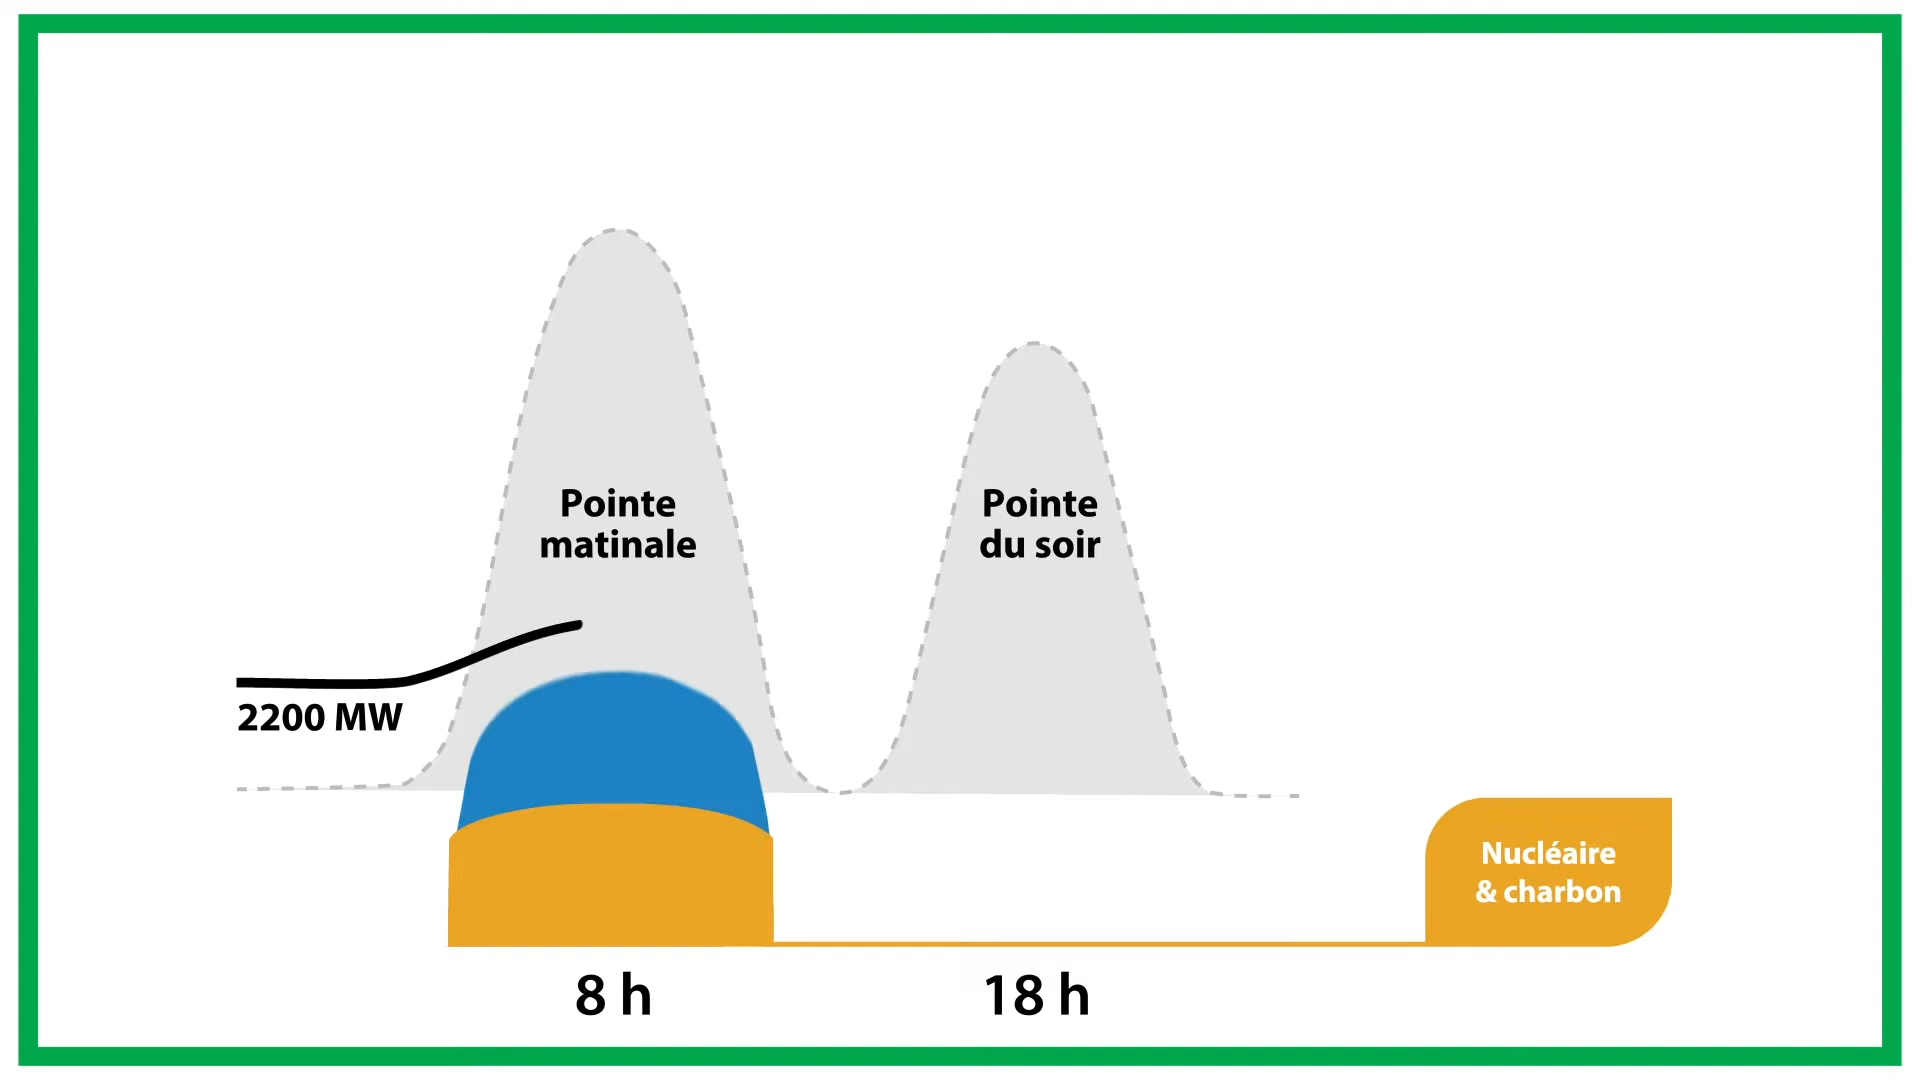 Pointe
matinale
Pointe
du soir
2200 MW
Nucléaire
& charbon
8 h
18 h